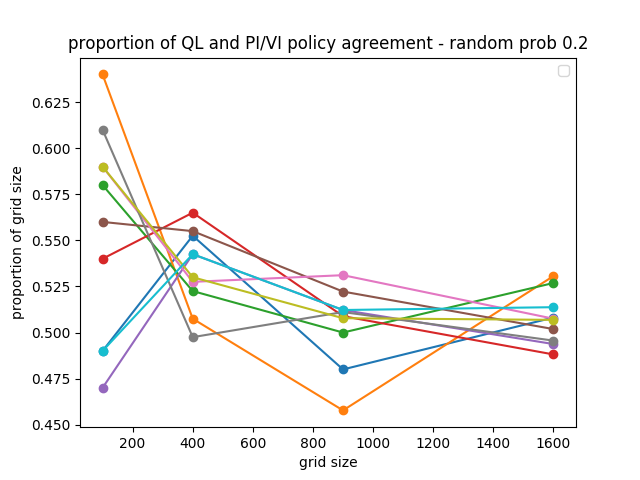 proportion of QL and PI/VI policy agreement - random prob 0.2
0.625
0.600
0.575
0.550
0.525
0.500
0.475
0.450
proportion of grid size
200 400 600 800 1000 1200 1400 1600
grid size